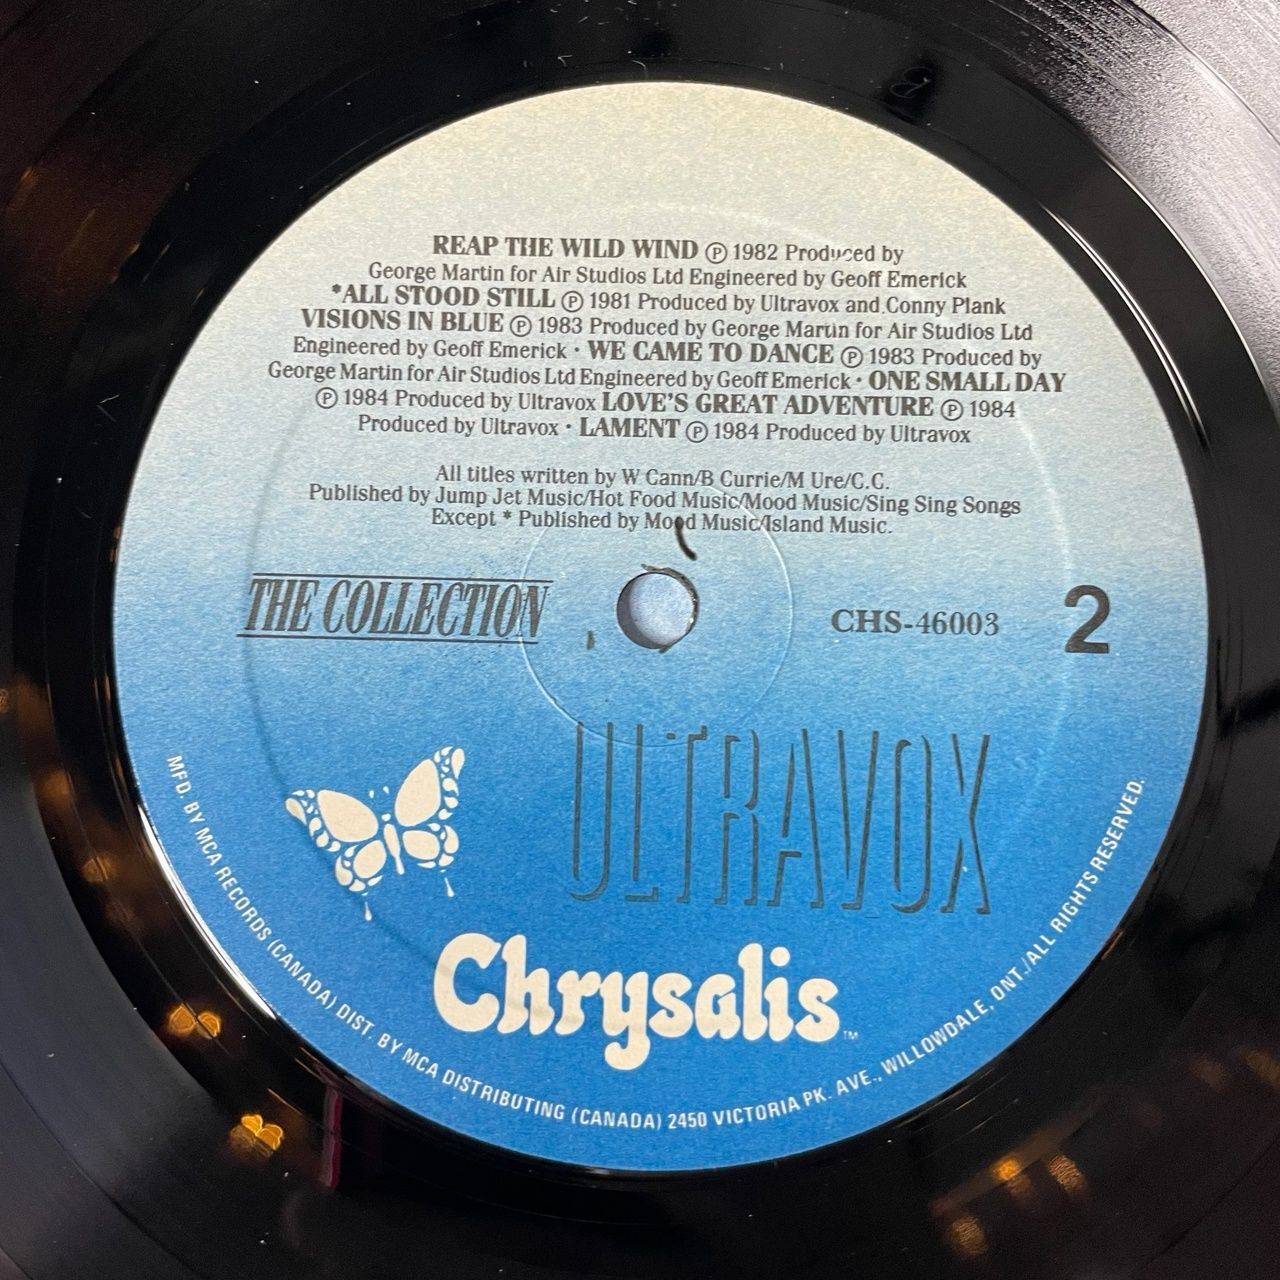 REAP THE WILD WIND Ⓟ 1982 Produced by
George Martin for Air Studios Ltd Engineered by Geoff Emerick
*ALL STOOD STILL Ⓟ 1981 Produced by Ultravox and Conny Plank
VISIONS IN BLUE Ⓟ 1983 Produced by George Martin for Air Studios Ltd
Engineered by Geoff Emerick · WE CAME TO DANCE Ⓟ 1983 Produced by
George Martin for Air Studios Ltd Engineered by Geoff Emerick · ONE SMALL DAY
Ⓟ 1984 Produced by Ultravox LOVE'S GREAT ADVENTURE Ⓟ 1984
Produced by Ultravox · LAMENT Ⓟ 1984 Produced by Ultravox
All titles written by W Cann/B Currie/M Ure/C.C.
Published by Jump Jet Music/Hot Food Music/Mood Music/Sing Sing Songs
Except * Published by Mood Music/Island Music.
THE COLLECTION
CHS-46003
2
ULTRAVOX
Chrysalis™
MFD. BY MCA RECORDS (CANADA) DIST. BY MCA DISTRIBUTING (CANADA) 2450 VICTORIA PK. AVE., WILLOWDALE, ONT./ALL RIGHTS RESERVED.